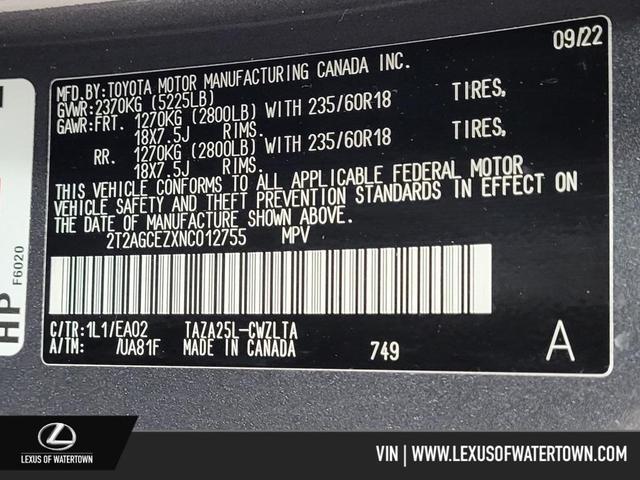 09/22
MFD.BY:TOYOTA MOTOR MANUFACTURING CANADA INC.
GVWR:2370KG (5225LB)
GAWR:FRT. 1270KG (2800LB) WITH 235/60R18 TIRES,
18X7.5J RIMS.
RR. 1270KG (2800LB) WITH 235/60R18 TIRES,
18X7.5J RIMS.
THIS VEHICLE CONFORMS TO ALL APPLICABLE FEDERAL MOTOR
VEHICLE SAFETY AND THEFT PREVENTION STANDARDS IN EFFECT ON
THE DATE OF MANUFACTURE SHOWN ABOVE.
2T2AGCEZXNC012755 MPV
C/TR:1L1/EA02 TAZA25L-CWZLTA
A/TM: /UA81F MADE IN CANADA 749 A
HP F6020
LEXUS OF WATERTOWN.
VIN | WWW.LEXUSOFWATERTOWN.COM